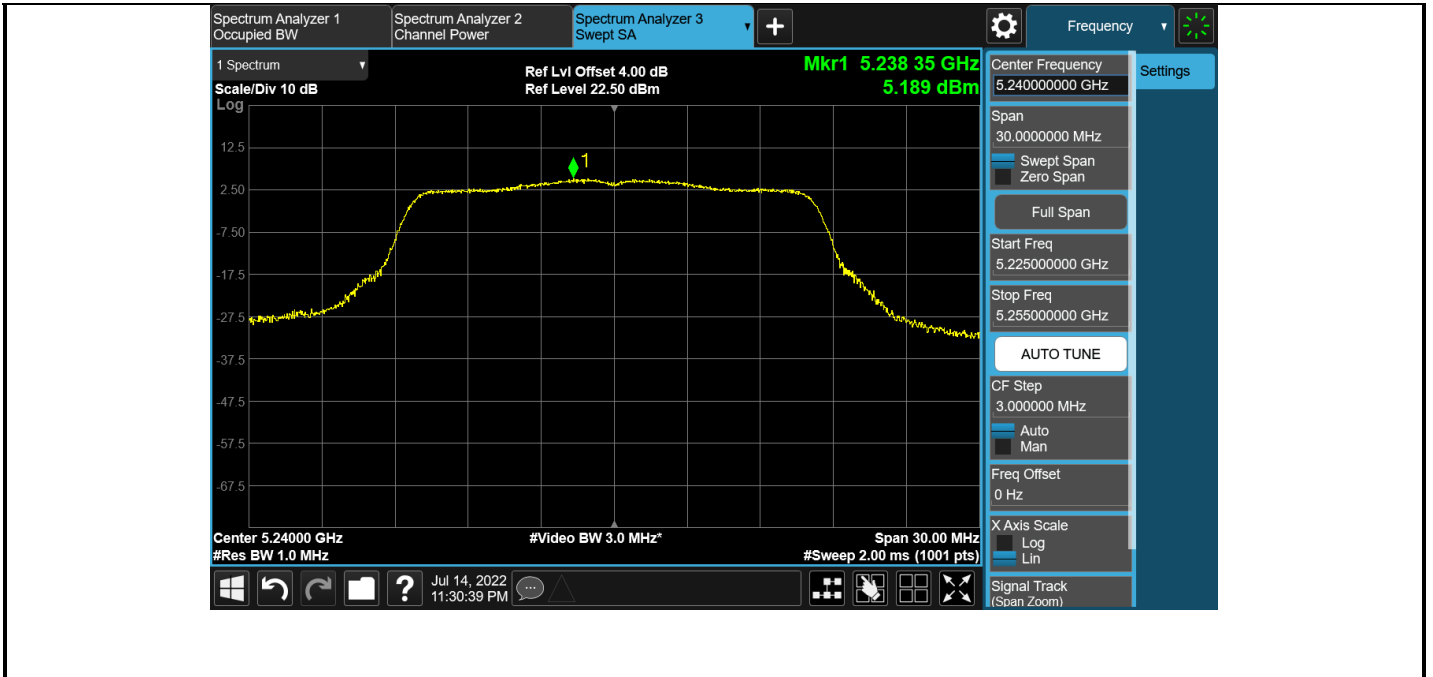 Spectrum Analyzer 1
Occupied BW
Spectrum Analyzer 2
Channel Power
Spectrum Analyzer 3
Swept SA
Frequency
1 Spectrum
Scale/Div 10 dB
Log
Ref Lvl Offset 4.00 dB
Ref Level 22.50 dBm
Mkr1 5.238 35 GHz
5.189 dBm
1
12.5
2.50
-7.50
-17.5
-27.5
-37.5
-47.5
-57.5
-67.5
Center 5.24000 GHz
#Res BW 1.0 MHz
#Video BW 3.0 MHz*
Span 30.00 MHz
#Sweep 2.00 ms (1001 pts)
Center Frequency
5.240000000 GHz
Settings
Span
30.0000000 MHz
Swept Span
Zero Span
Full Span
Start Freq
5.225000000 GHz
Stop Freq
5.255000000 GHz
AUTO TUNE
CF Step
3.000000 MHz
Auto
Man
Freq Offset
0 Hz
X Axis Scale
Log
Lin
Signal Track
(Span Zoom)
?
Jul 14, 2022
11:30:39 PM